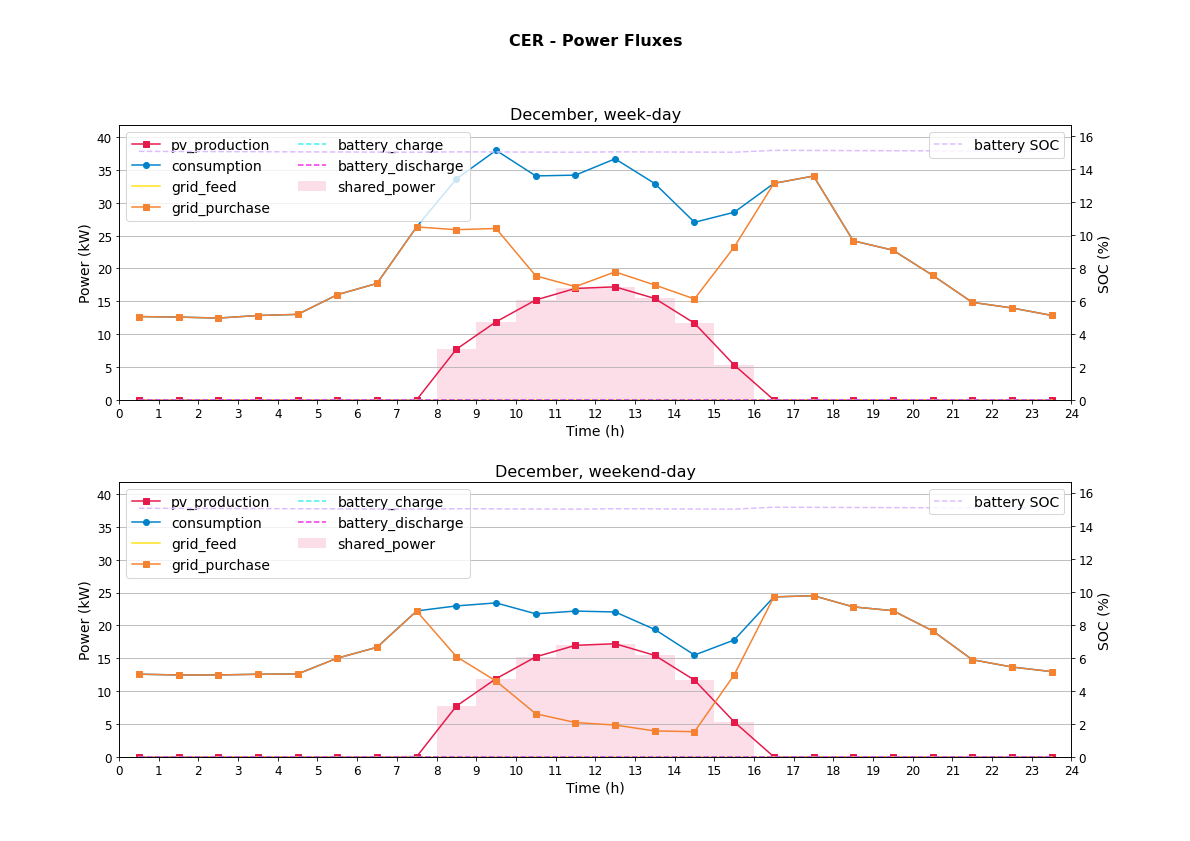 CER - Power Fluxes
December, week-day
pv_production
consumption
grid_feed
grid_purchase
battery_charge
battery_discharge
shared_power
battery SOC
Power (kW)
40
35
30
25
20
15
10
5
0
SOC (%)
16
14
12
10
8
6
4
2
0
0 1 2 3 4 5 6 7 8 9 10 11 12 13 14 15 16 17 18 19 20 21 22 23 24
Time (h)
December, weekend-day
pv_production
consumption
grid_feed
grid_purchase
battery_charge
battery_discharge
shared_power
battery SOC
Power (kW)
40
35
30
25
20
15
10
5
0
SOC (%)
16
14
12
10
8
6
4
2
0
0 1 2 3 4 5 6 7 8 9 10 11 12 13 14 15 16 17 18 19 20 21 22 23 24
Time (h)